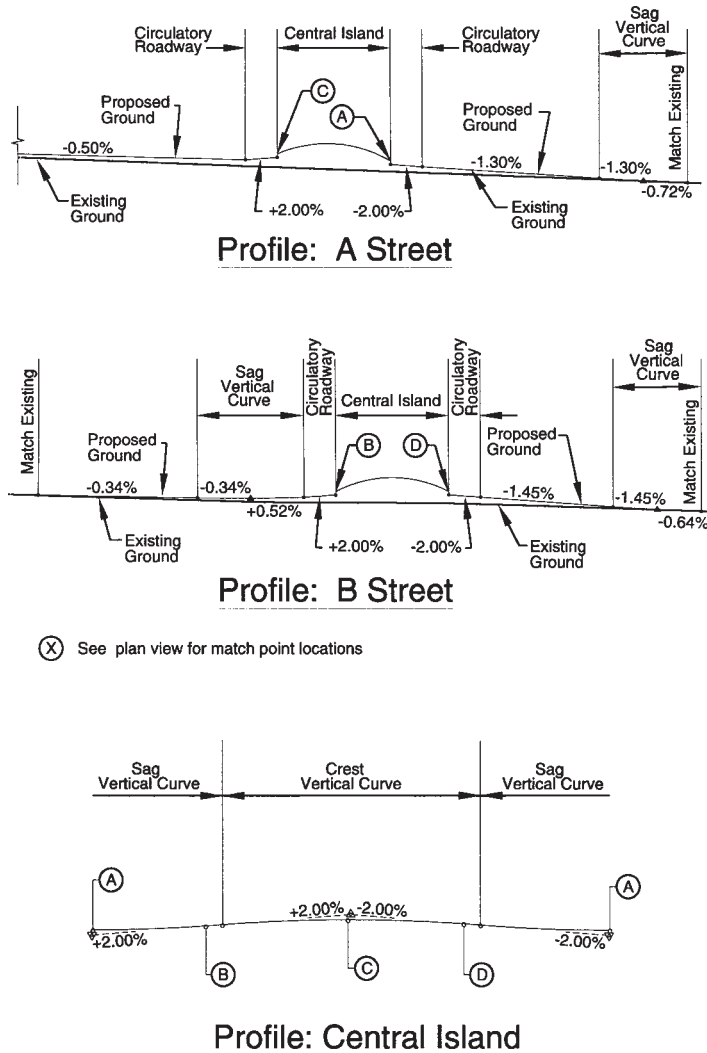 Circulatory
Roadway
Central Island
Circulatory
Roadway
Sag
Vertical
Curve
Match Existing
C
A
Proposed
Ground
Proposed
Ground
-0.50%
-1.30%
-1.30%
-0.72%
Existing
Ground
+2.00%
-2.00%
Existing
Ground
Profile: A Street
Match Existing
Sag
Vertical
Curve
Circulatory
Roadway
Central Island
Circulatory
Roadway
Sag
Vertical
Curve
Match Existing
Proposed
Ground
B
D
Proposed
Ground
-0.34%
-0.34%
+0.52%
-1.45%
-1.45%
-0.64%
Existing
Ground
+2.00%
-2.00%
Existing
Ground
Profile: B Street
X See plan view for match point locations
Sag
Vertical Curve
Crest
Vertical Curve
Sag
Vertical Curve
A
A
+2.00%
+2.00%
-2.00%
-2.00%
B
C
D
Profile: Central Island